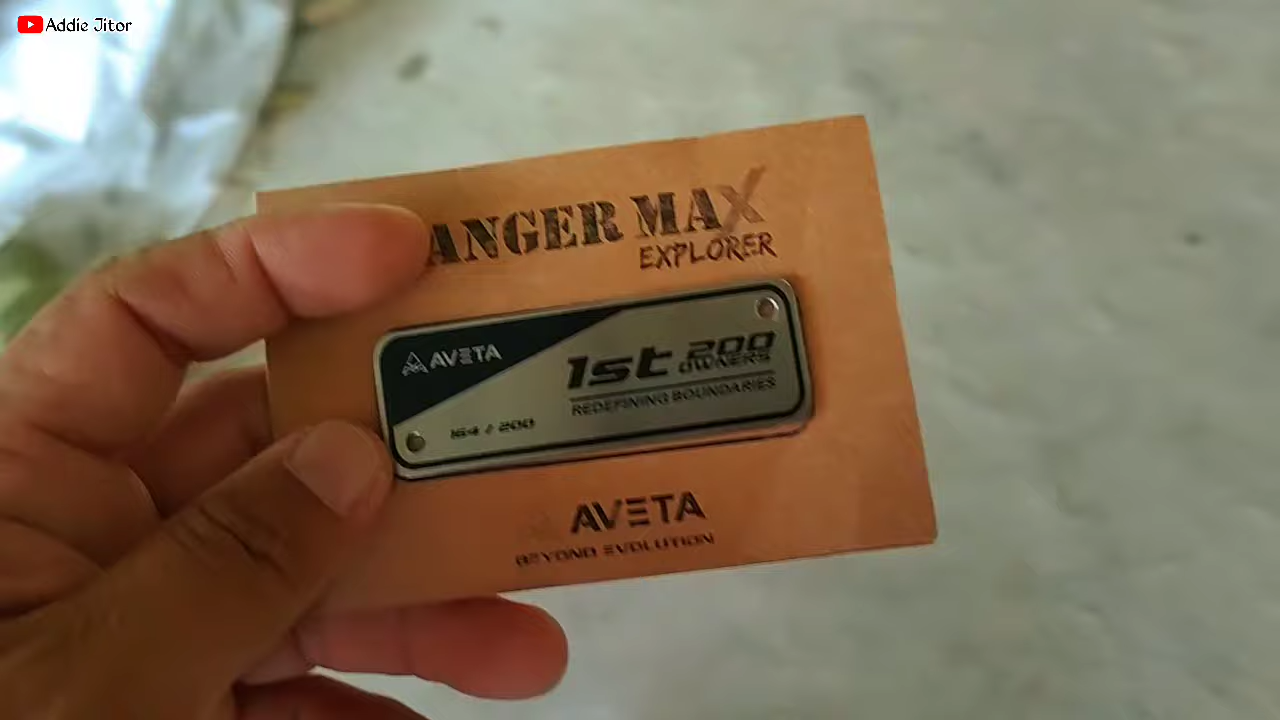 Addie Jitor
ANGER MAX
EXPLORER
AVETA
1st 200
OWNERS
REDEFINING BOUNDARIES
164 / 200
AVETA
BEYOND EVOLUTION